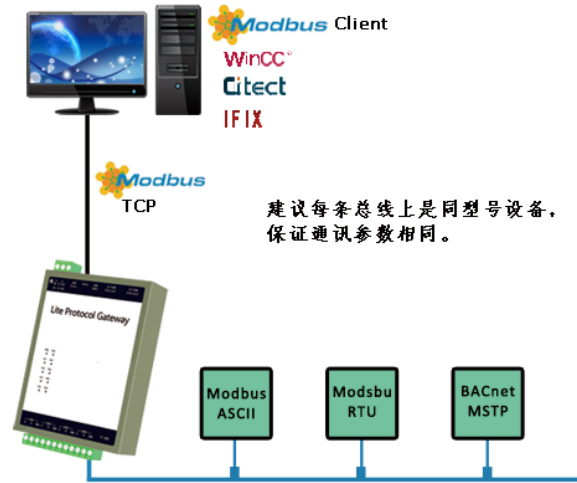 Modbus Client
WinCC
Citect
IFIX
Modbus
TCP
建议每条总线上是同型号设备，
保证通讯参数相同。
Lite Protocol Gateway
Modbus
ASCII
Modsbu
RTU
BACnet
MSTP